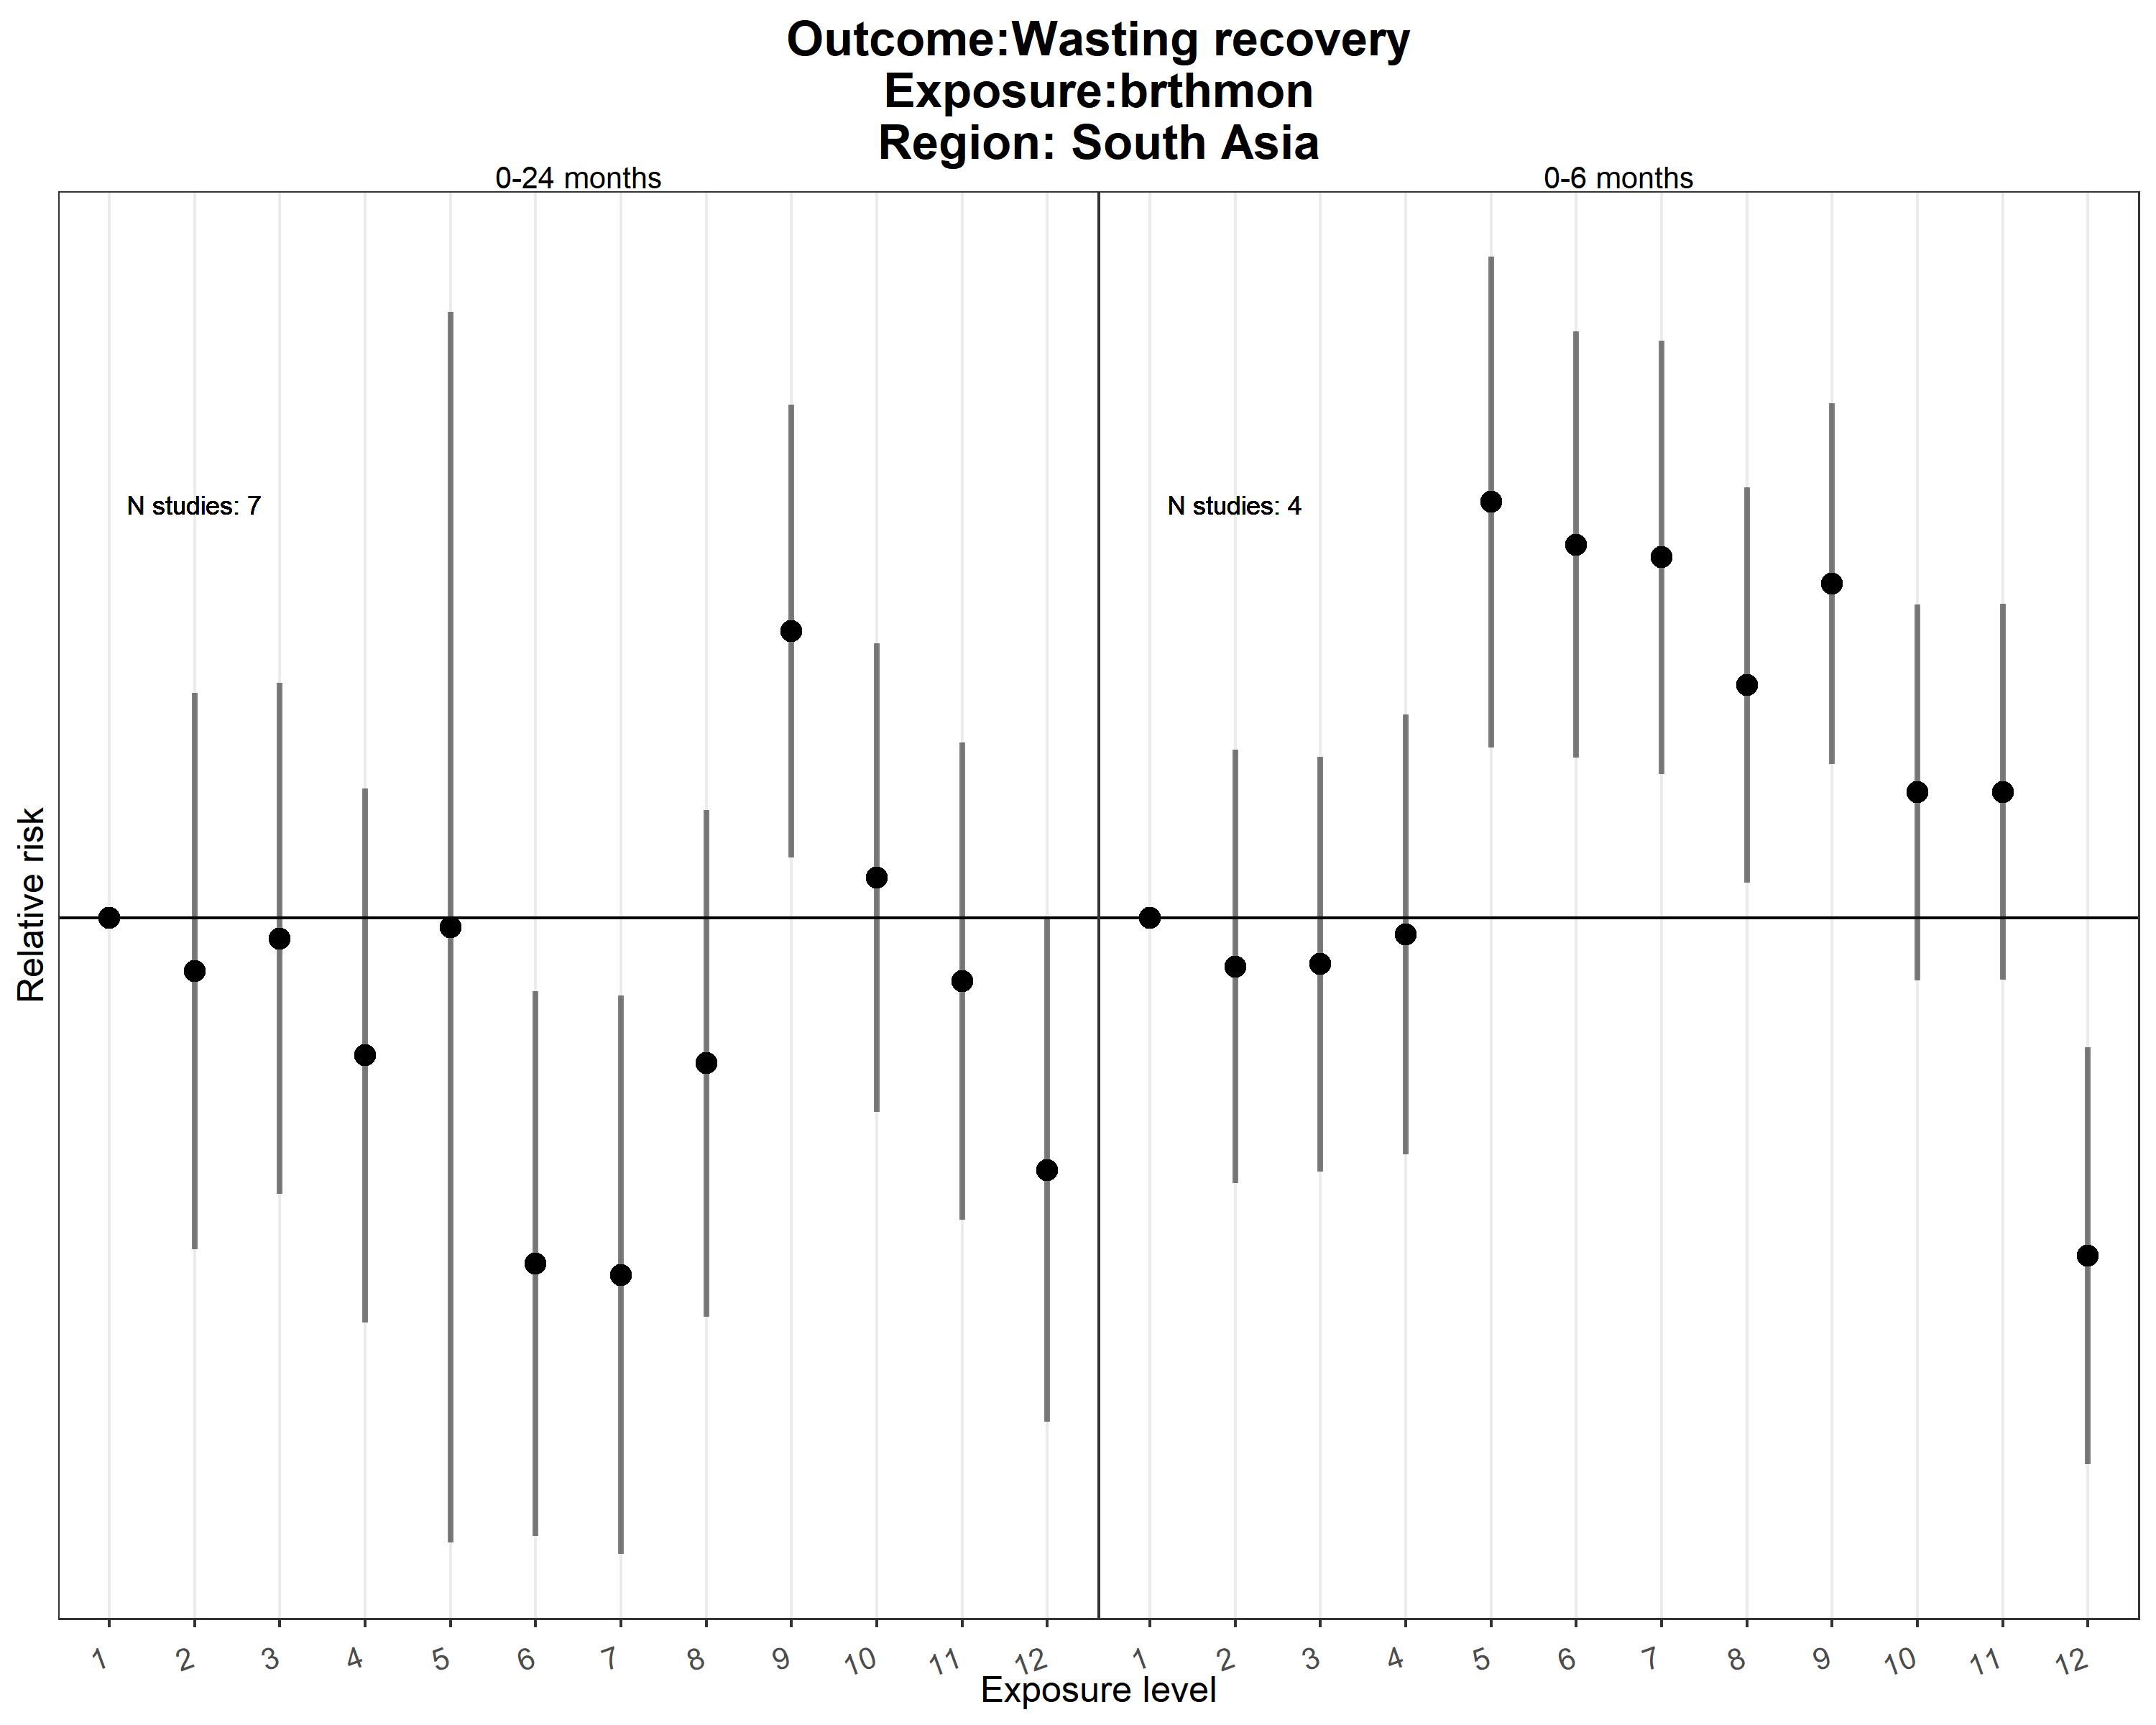 Outcome:Wasting recovery
Exposure:brthmon
Region: South Asia
0-24 months
0-6 months
N studies: 7
N studies: 4
Relative risk
1 2 3 4 5 6 7 8 9 10 11 12
1 2 3 4 5 6 7 8 9 10 11 12
Exposure level